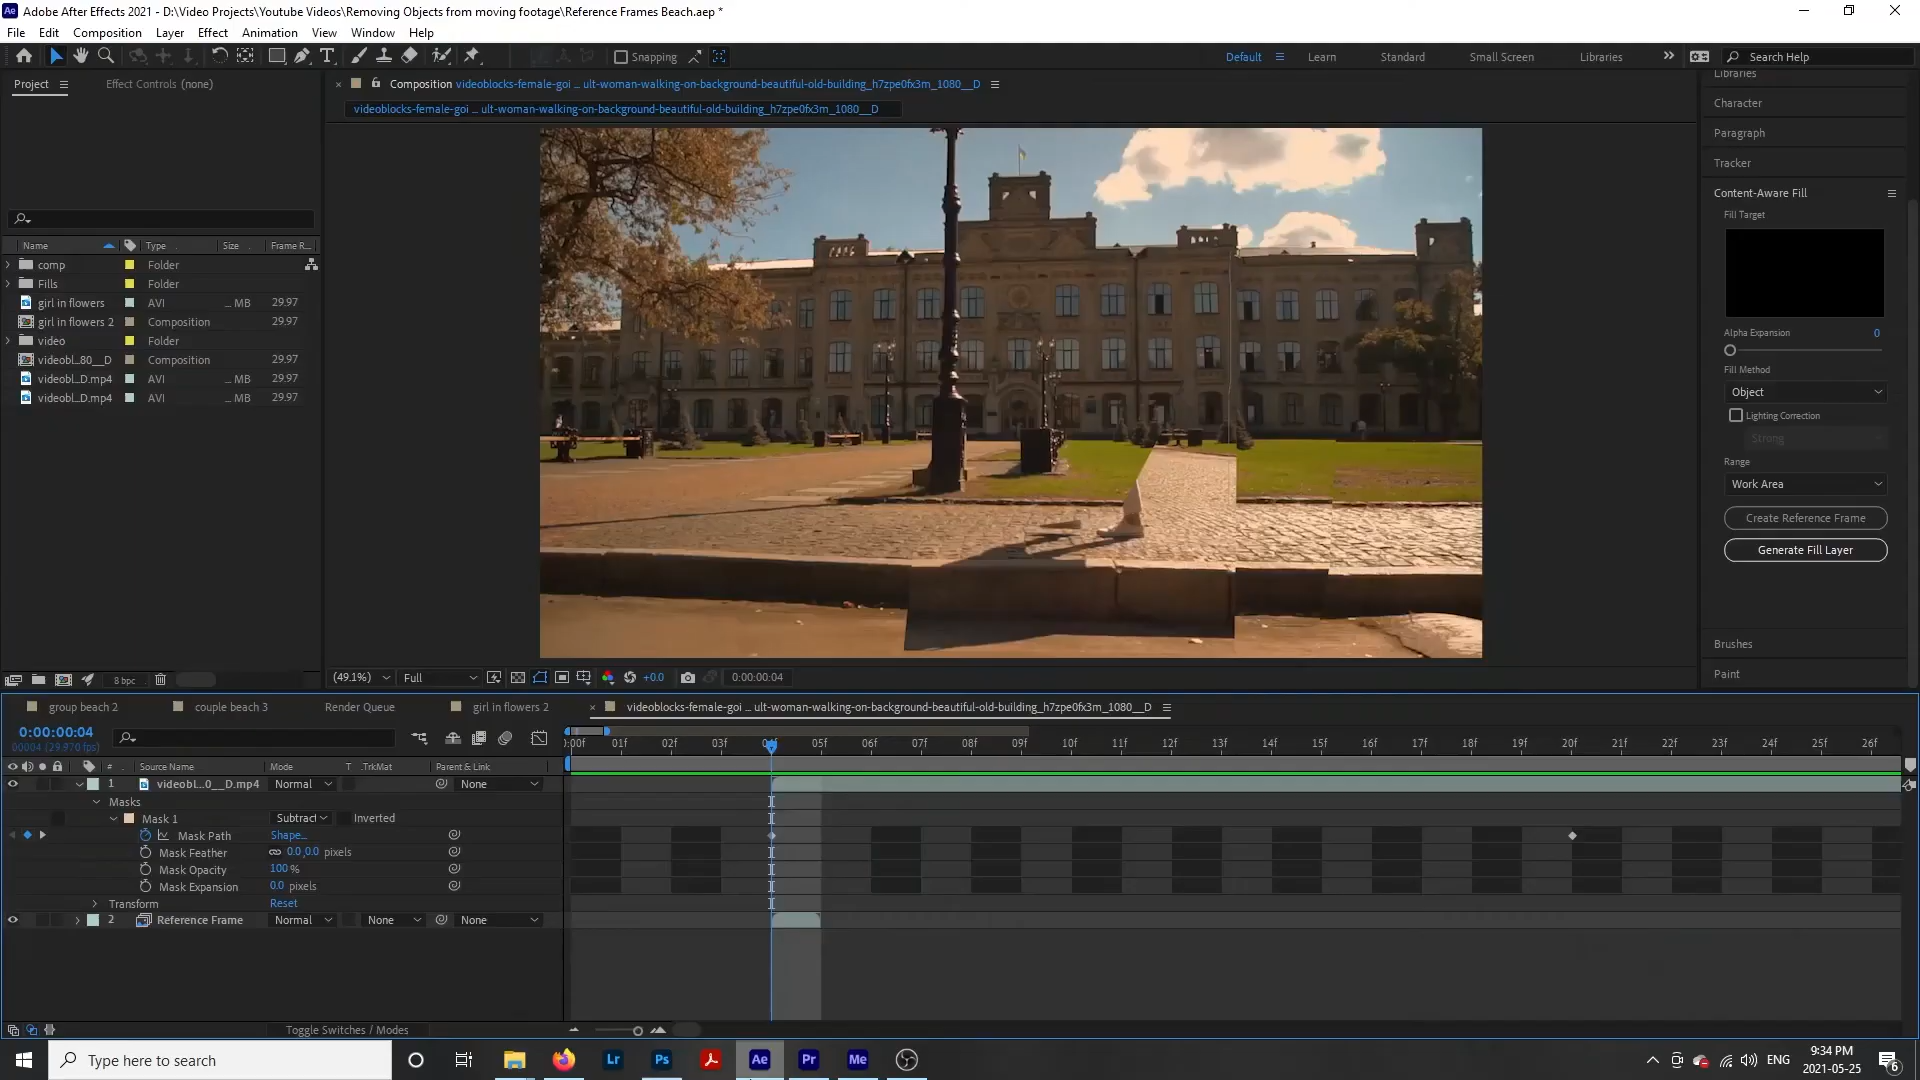 Adobe After Effects 2021 - D:\Video Projects\Youtube Videos\Removing Objects from moving footage\Reference Frames Beach.aep *
File Edit Composition Layer Effect Animation View Window Help
Snapping
Default Learn Standard Small Screen Libraries Search Help
Project Effect Controls (none)
Composition videoblocks-female-goi ... ult-woman-walking-on-background-beautiful-old-building_h7zpe0fx3m_1080__D
videoblocks-female-goi ... ult-woman-walking-on-background-beautiful-old-building_h7zpe0fx3m_1080__D
Name Type Size Frame R...
comp Folder
Fills Folder
girl in flowers AVI ... MB 29.97
girl in flowers 2 Composition 29.97
video Folder
videobl...80__D Composition 29.97
videobl...D.mp4 AVI ... MB 29.97
videobl...D.mp4 AVI ... MB 29.97
8 bpc
(49.1%) Full +0.0 0:00:00:04
Libraries
Character
Paragraph
Tracker
Content-Aware Fill
Fill Target
Alpha Expansion 0
Fill Method
Object
Lighting Correction
Strong
Range
Work Area
Create Reference Frame
Generate Fill Layer
Brushes
Paint
group beach 2 couple beach 3 Render Queue girl in flowers 2 videoblocks-female-goi ... ult-woman-walking-on-background-beautiful-old-building_h7zpe0fx3m_1080__D
0:00:00:04
00004 (29.970 fps)
:00f 01f 02f 03f 04f 05f 06f 07f 08f 09f 10f 11f 12f 13f 14f 15f 16f 17f 18f 19f 20f 21f 22f 23f 24f 25f 26f
# Source Name Mode T .TrkMat Parent & Link
1 videobl...0__D.mp4 Normal None
Masks
Mask 1 Subtract Inverted
Mask Path Shape...
Mask Feather 0.0,0.0 pixels
Mask Opacity 100 %
Mask Expansion 0.0 pixels
Transform Reset
2 Reference Frame Normal None None
Toggle Switches / Modes
Type here to search
Lr Ps Ae Pr Me
ENG
9:34 PM
2021-05-25
6